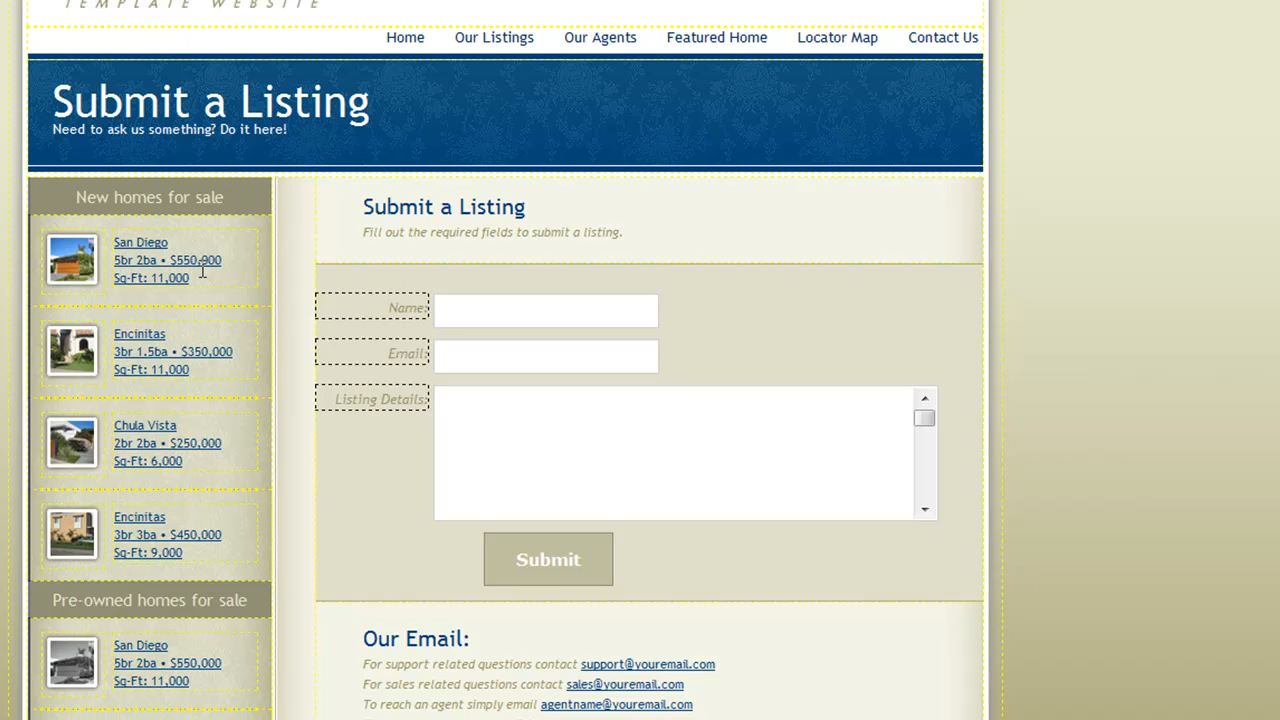 TEMPLATE WEBSITE
Home Our Listings Our Agents Featured Home Locator Map Contact Us
Submit a Listing
Need to ask us something? Do it here!
New homes for sale
San Diego
5br 2ba • $550,900
Sq-Ft: 11,000
Encinitas
3br 1.5ba • $350,000
Sq-Ft: 11,000
Chula Vista
2br 2ba • $250,000
Sq-Ft: 6,000
Encinitas
3br 3ba • $450,000
Sq-Ft: 9,000
Pre-owned homes for sale
San Diego
5br 2ba • $550,000
Sq-Ft: 11,000
Submit a Listing
Fill out the required fields to submit a listing.
Name:
Email:
Listing Details:
Submit
Our Email:
For support related questions contact support@youremail.com
For sales related questions contact sales@youremail.com
To reach an agent simply email agentname@youremail.com